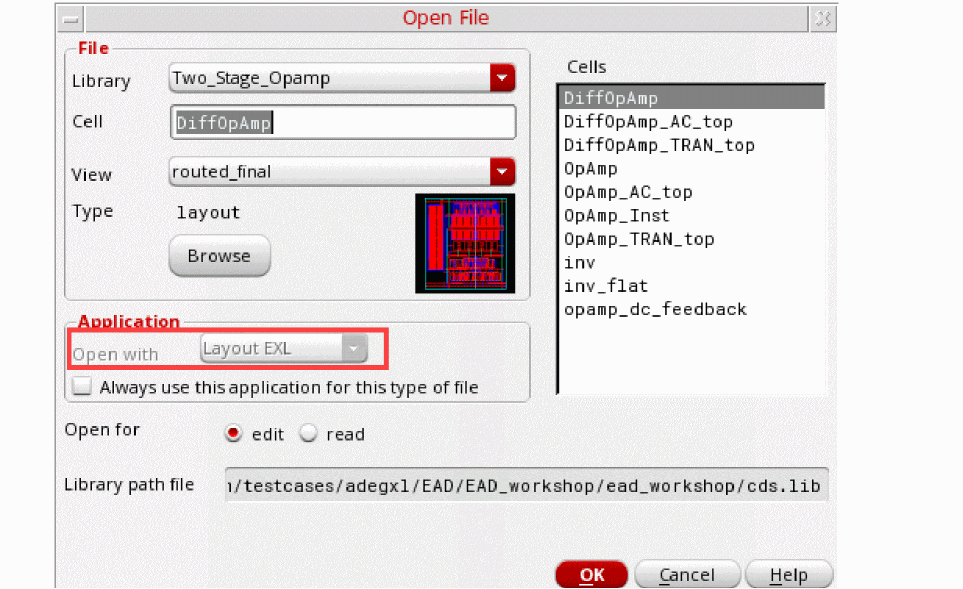 Open File
File
Library
Two_Stage_Opamp
Cell
DiffOpAmp
View
routed_final
Type
layout
Browse
Cells
DiffOpAmp
DiffOpAmp_AC_top
DiffOpAmp_TRAN_top
OpAmp
OpAmp_AC_top
OpAmp_Inst
OpAmp_TRAN_top
inv
inv_flat
opamp_dc_feedback
Application
Open with
Layout EXL
Always use this application for this type of file
Open for
edit
read
Library path file
/testcases/adegxl/EAD/EAD_workshop/ead_workshop/cds.lib
OK
Cancel
Help